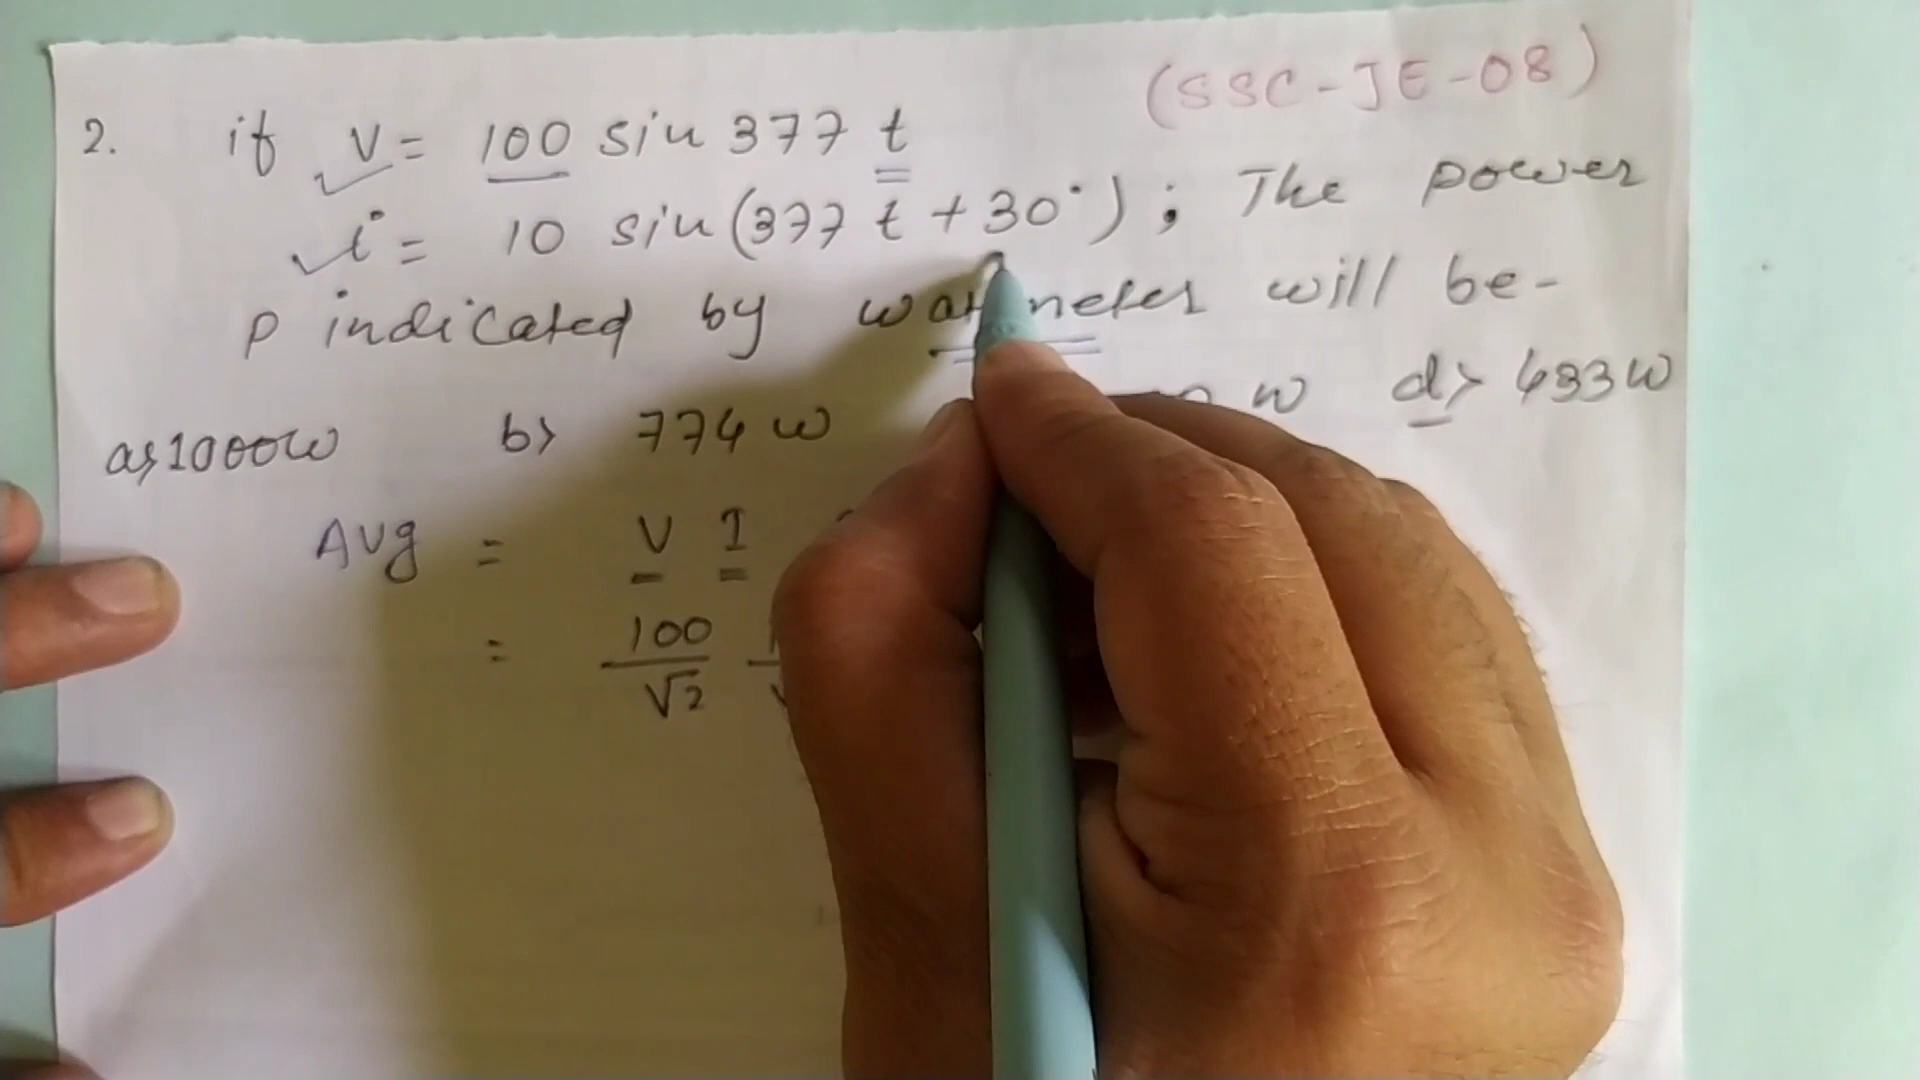 (SSC-JE-08)
2. if V = 100 sin 377 t
i = 10 sin (377 t + 30°) ; The power
P indicated by will be-
a> 1000W b> 774 W W d> 433W
Avg = V I
= 100/√2